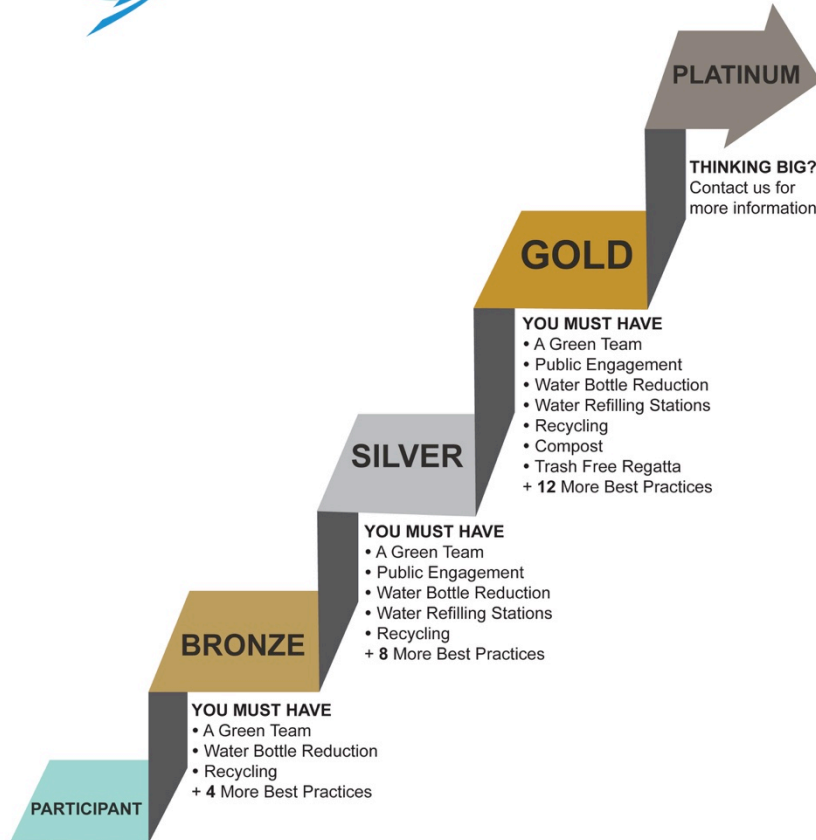 PLATINUM
THINKING BIG?
Contact us for
more information
GOLD
YOU MUST HAVE
• A Green Team
• Public Engagement
• Water Bottle Reduction
• Water Refilling Stations
• Recycling
• Compost
• Trash Free Regatta
+ 12 More Best Practices
SILVER
YOU MUST HAVE
• A Green Team
• Public Engagement
• Water Bottle Reduction
• Water Refilling Stations
• Recycling
+ 8 More Best Practices
BRONZE
YOU MUST HAVE
• A Green Team
• Water Bottle Reduction
• Recycling
+ 4 More Best Practices
PARTICIPANT